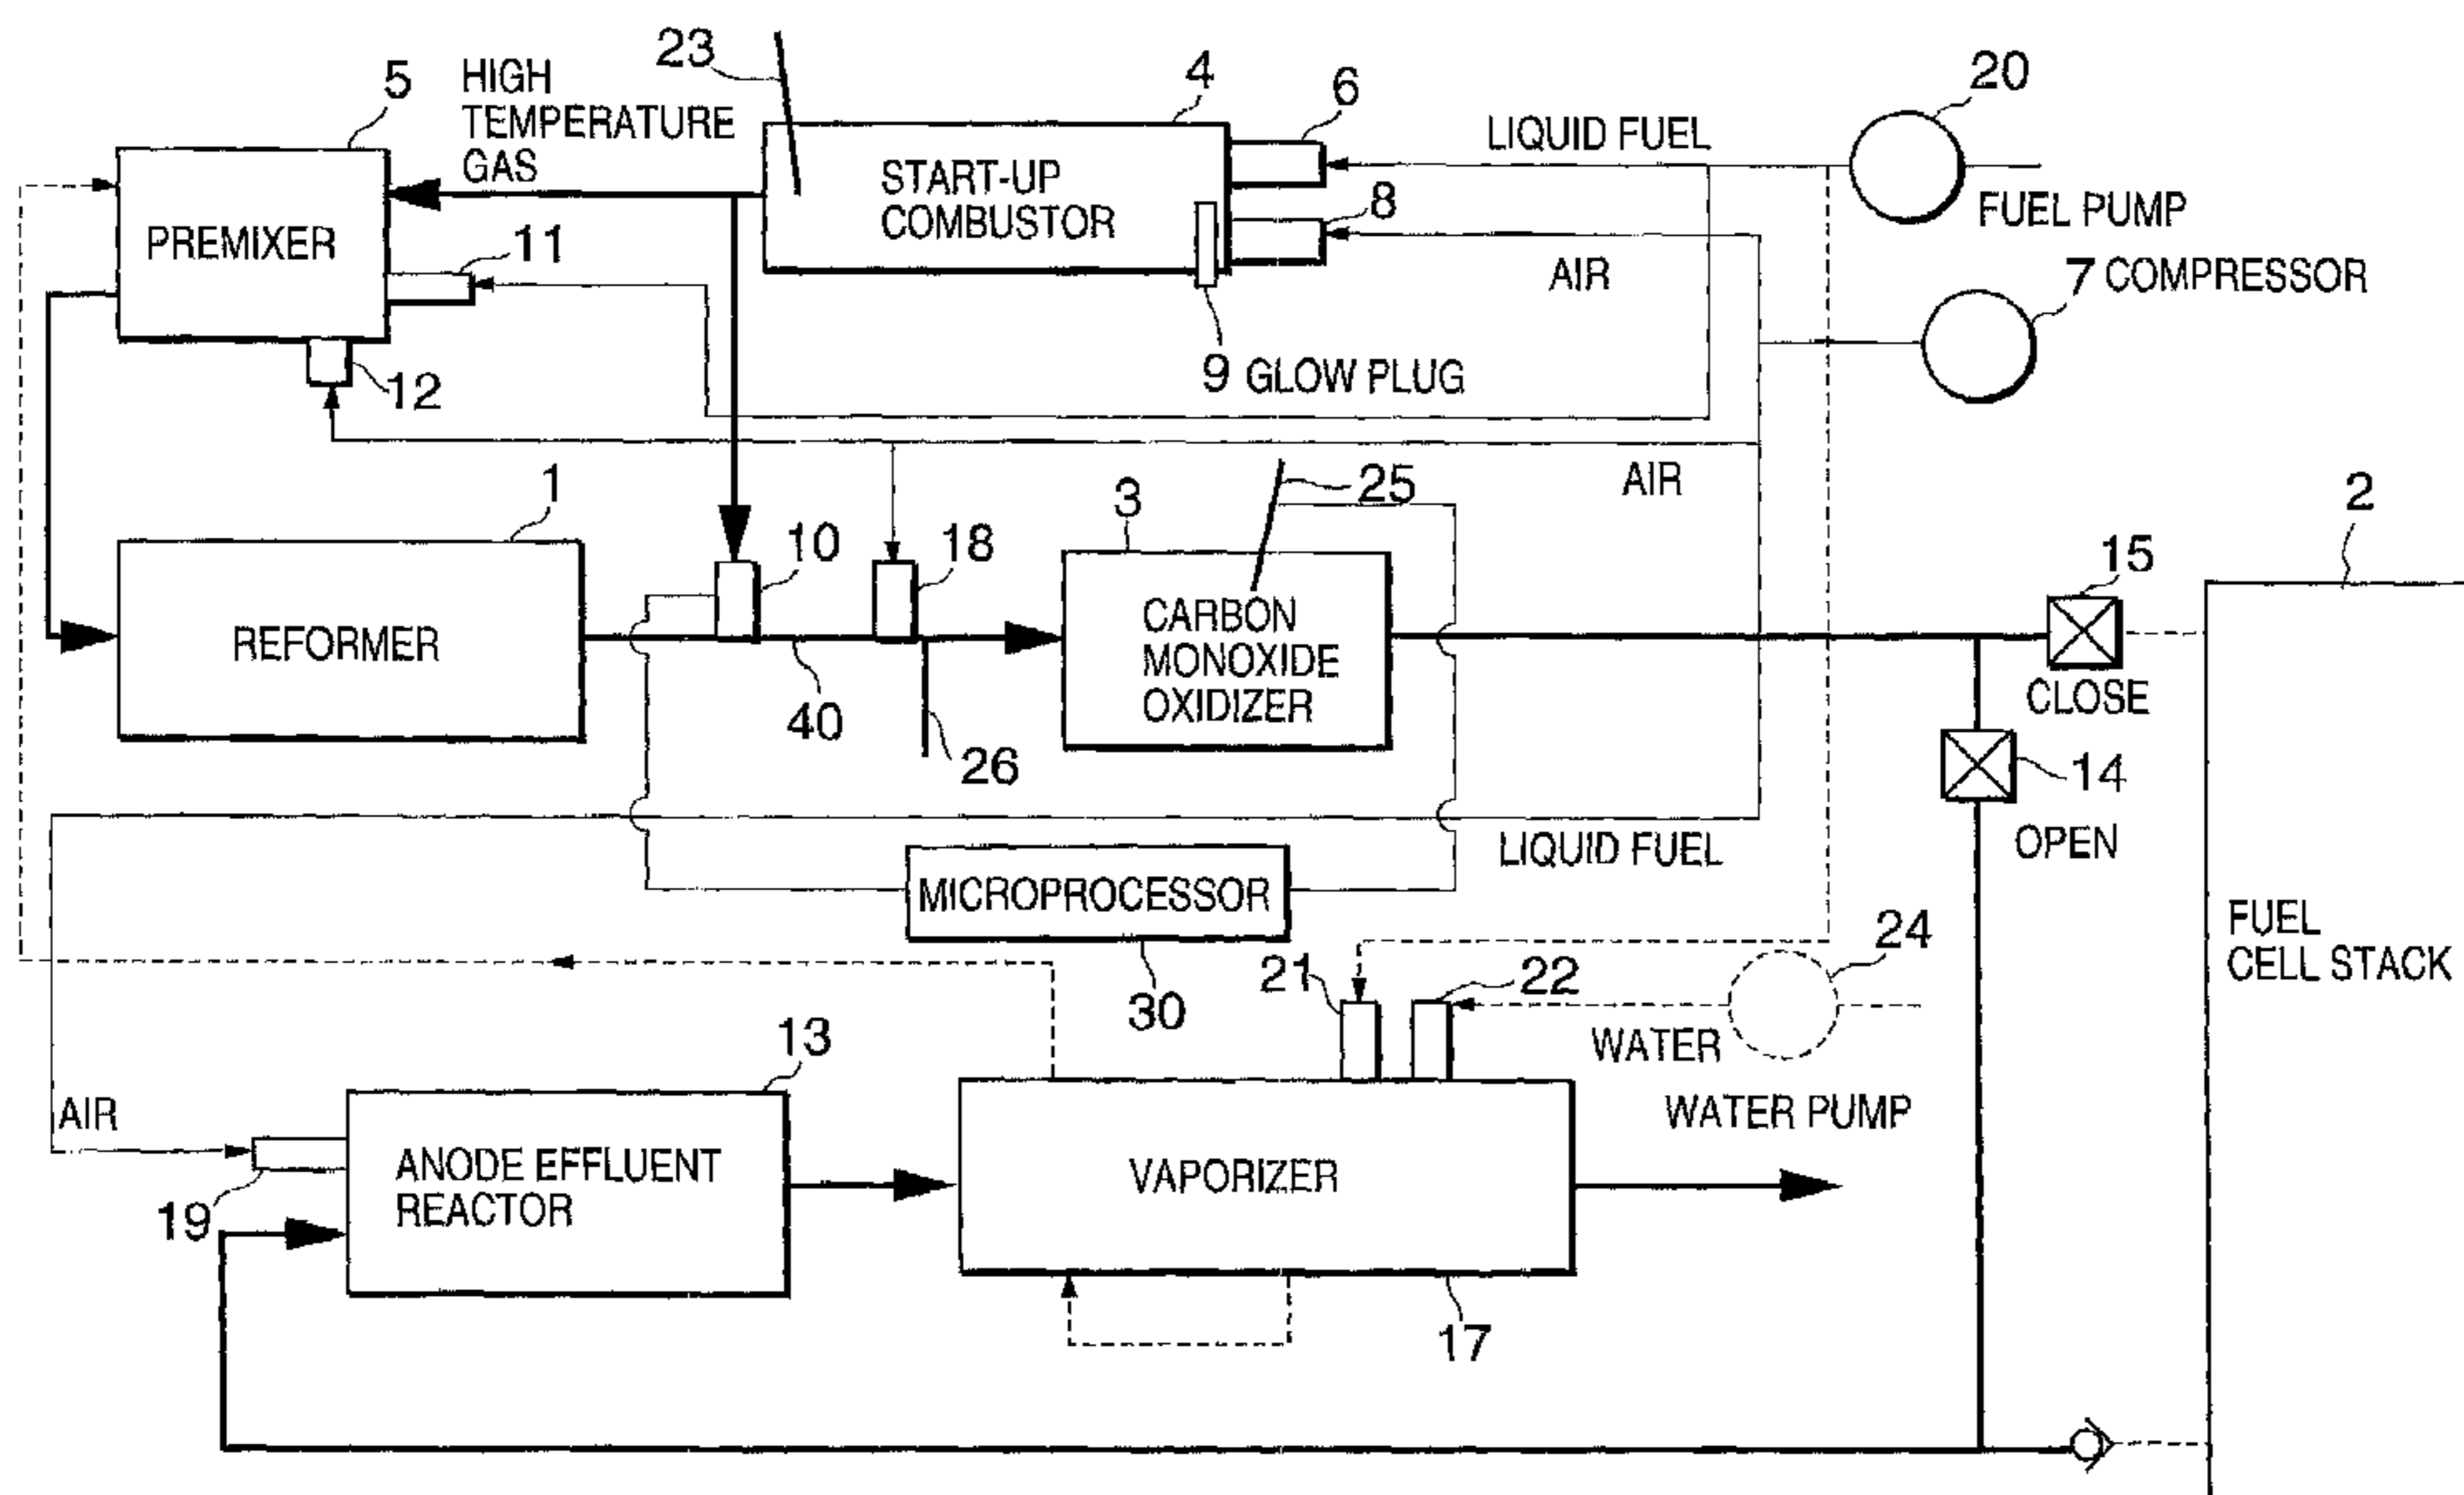 23
5
HIGH
TEMPERATURE
GAS
4
6
20
LIQUID FUEL
START-UP
COMBUSTOR
8
FUEL PUMP
PREMIXER
11
AIR
7 COMPRESSOR
12
9 GLOW PLUG
1
3
25
AIR
2
10
18
15
REFORMER
CARBON
MONOXIDE
OXIDIZER
CLOSE
40
26
14
LIQUID FUEL
OPEN
MICROPROCESSOR
24
FUEL
CELL STACK
21
22
30
13
WATER
AIR
WATER PUMP
ANODE EFFLUENT
REACTOR
VAPORIZER
19
17